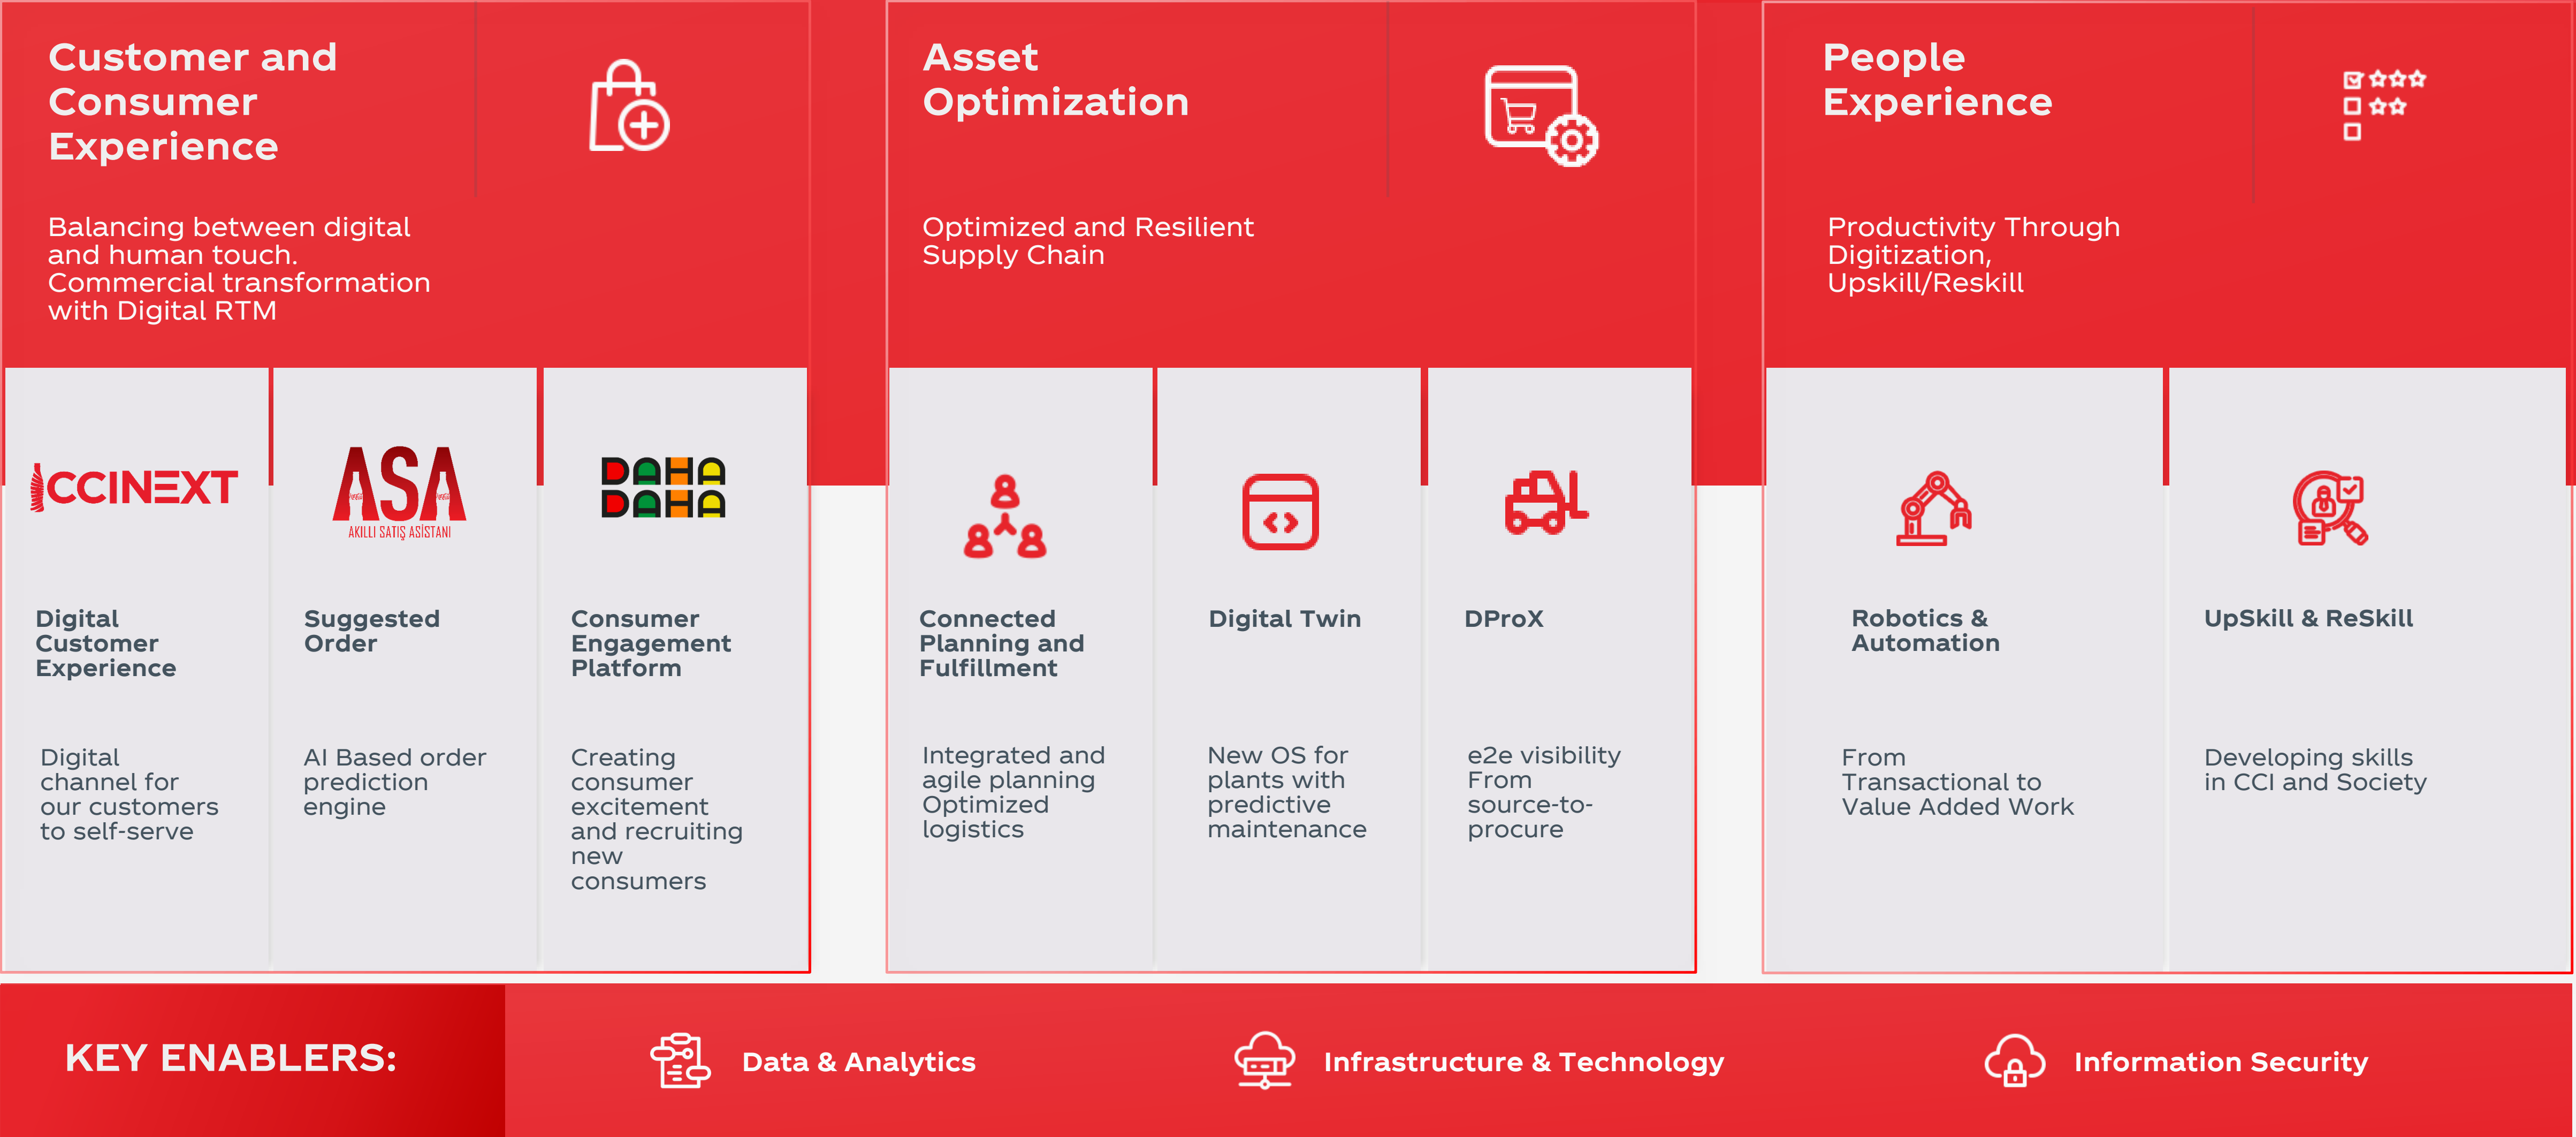 Customer and
Consumer
Experience
Balancing between digital
and human touch.
Commercial transformation
with Digital RTM
CCINEXT
Digital
Customer
Experience
Digital
channel for
our customers
to self-serve
ASA
AKILLI SATIŞ ASİSTANI
Suggested
Order
AI Based order
prediction
engine
DAHA
DAHA
Consumer
Engagement
Platform
Creating
consumer
excitement
and recruiting
new
consumers
Asset
Optimization
Optimized and Resilient
Supply Chain
Connected
Planning and
Fulfillment
Integrated and
agile planning
Optimized
logistics
Digital Twin
New OS for
plants with
predictive
maintenance
DProX
e2e visibility
From
source-to-
procure
People
Experience
Productivity Through
Digitization,
Upskill/Reskill
Robotics &
Automation
From
Transactional to
Value Added Work
UpSkill & ReSkill
Developing skills
in CCI and Society
KEY ENABLERS:
Data & Analytics
Infrastructure & Technology
Information Security